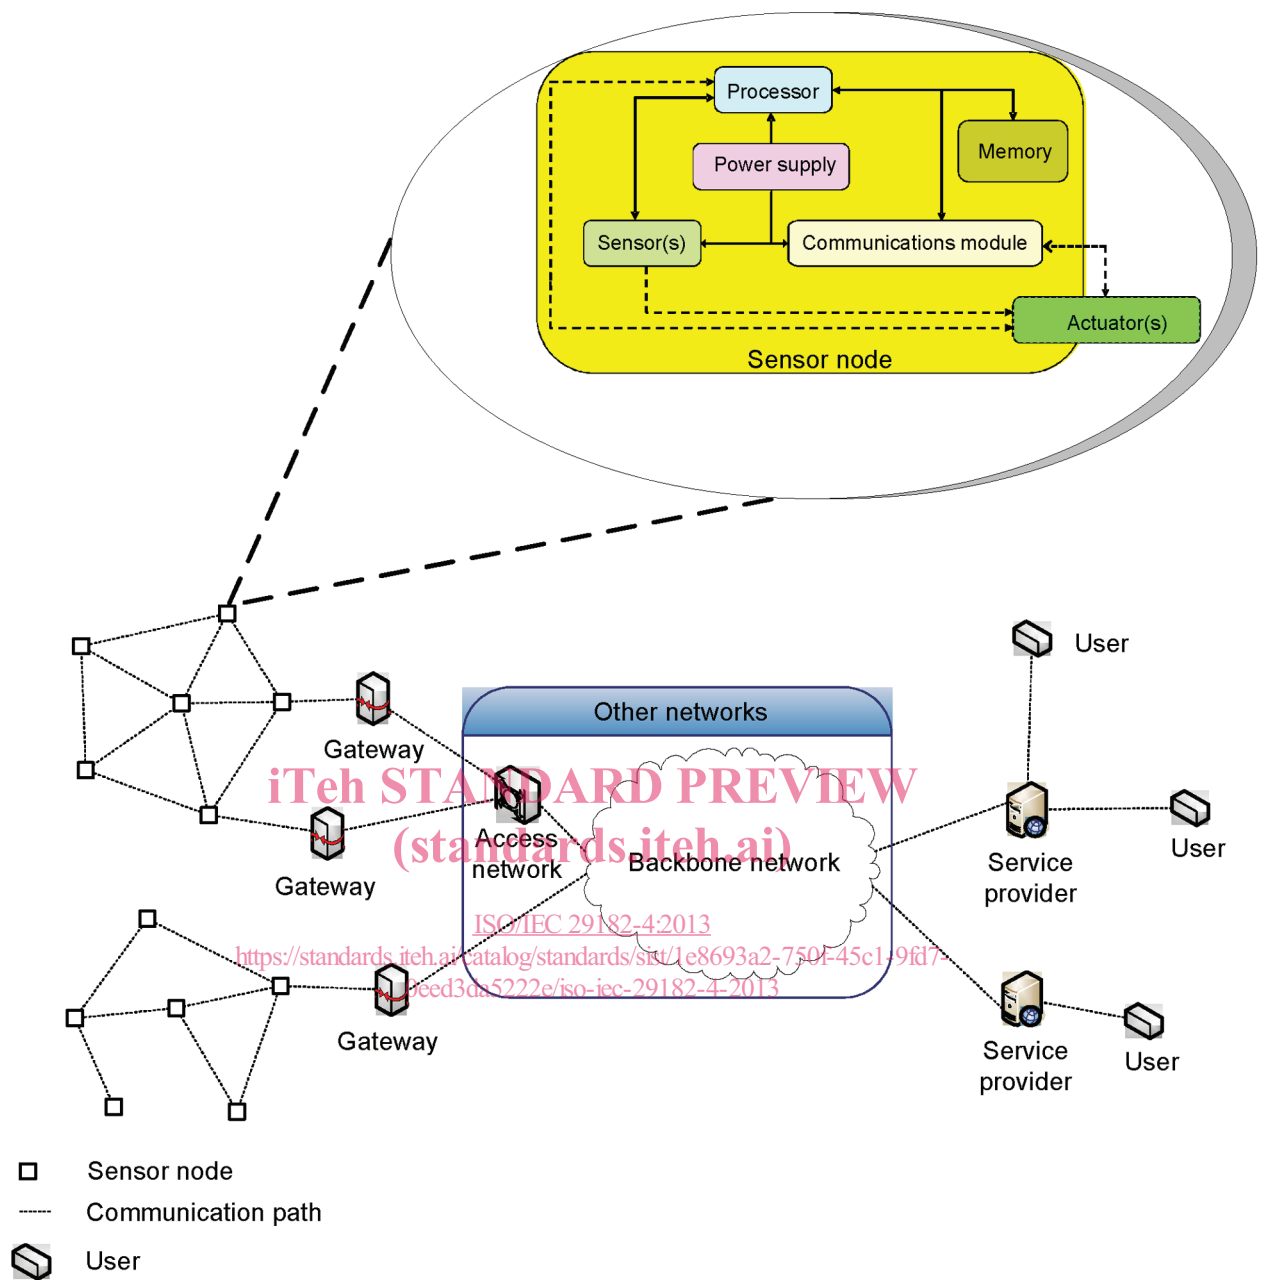 Processor
Power supply
Memory
Sensor(s)
Communications module
Actuator(s)
Sensor node
User
Other networks
Gateway
iTeh STANDARD PREVIEW
(standards.iteh.ai)
Access
network
Backbone network
Gateway
Service
provider
User
ISO/IEC 29182-4:2013
https://standards.iteh.ai/catalog/standards/sist/1e8693a2-750f-45c1-9fd7-
0eed3da5222e/iso-iec-29182-4-2013
Gateway
Service
provider
User
Sensor node
Communication path
User